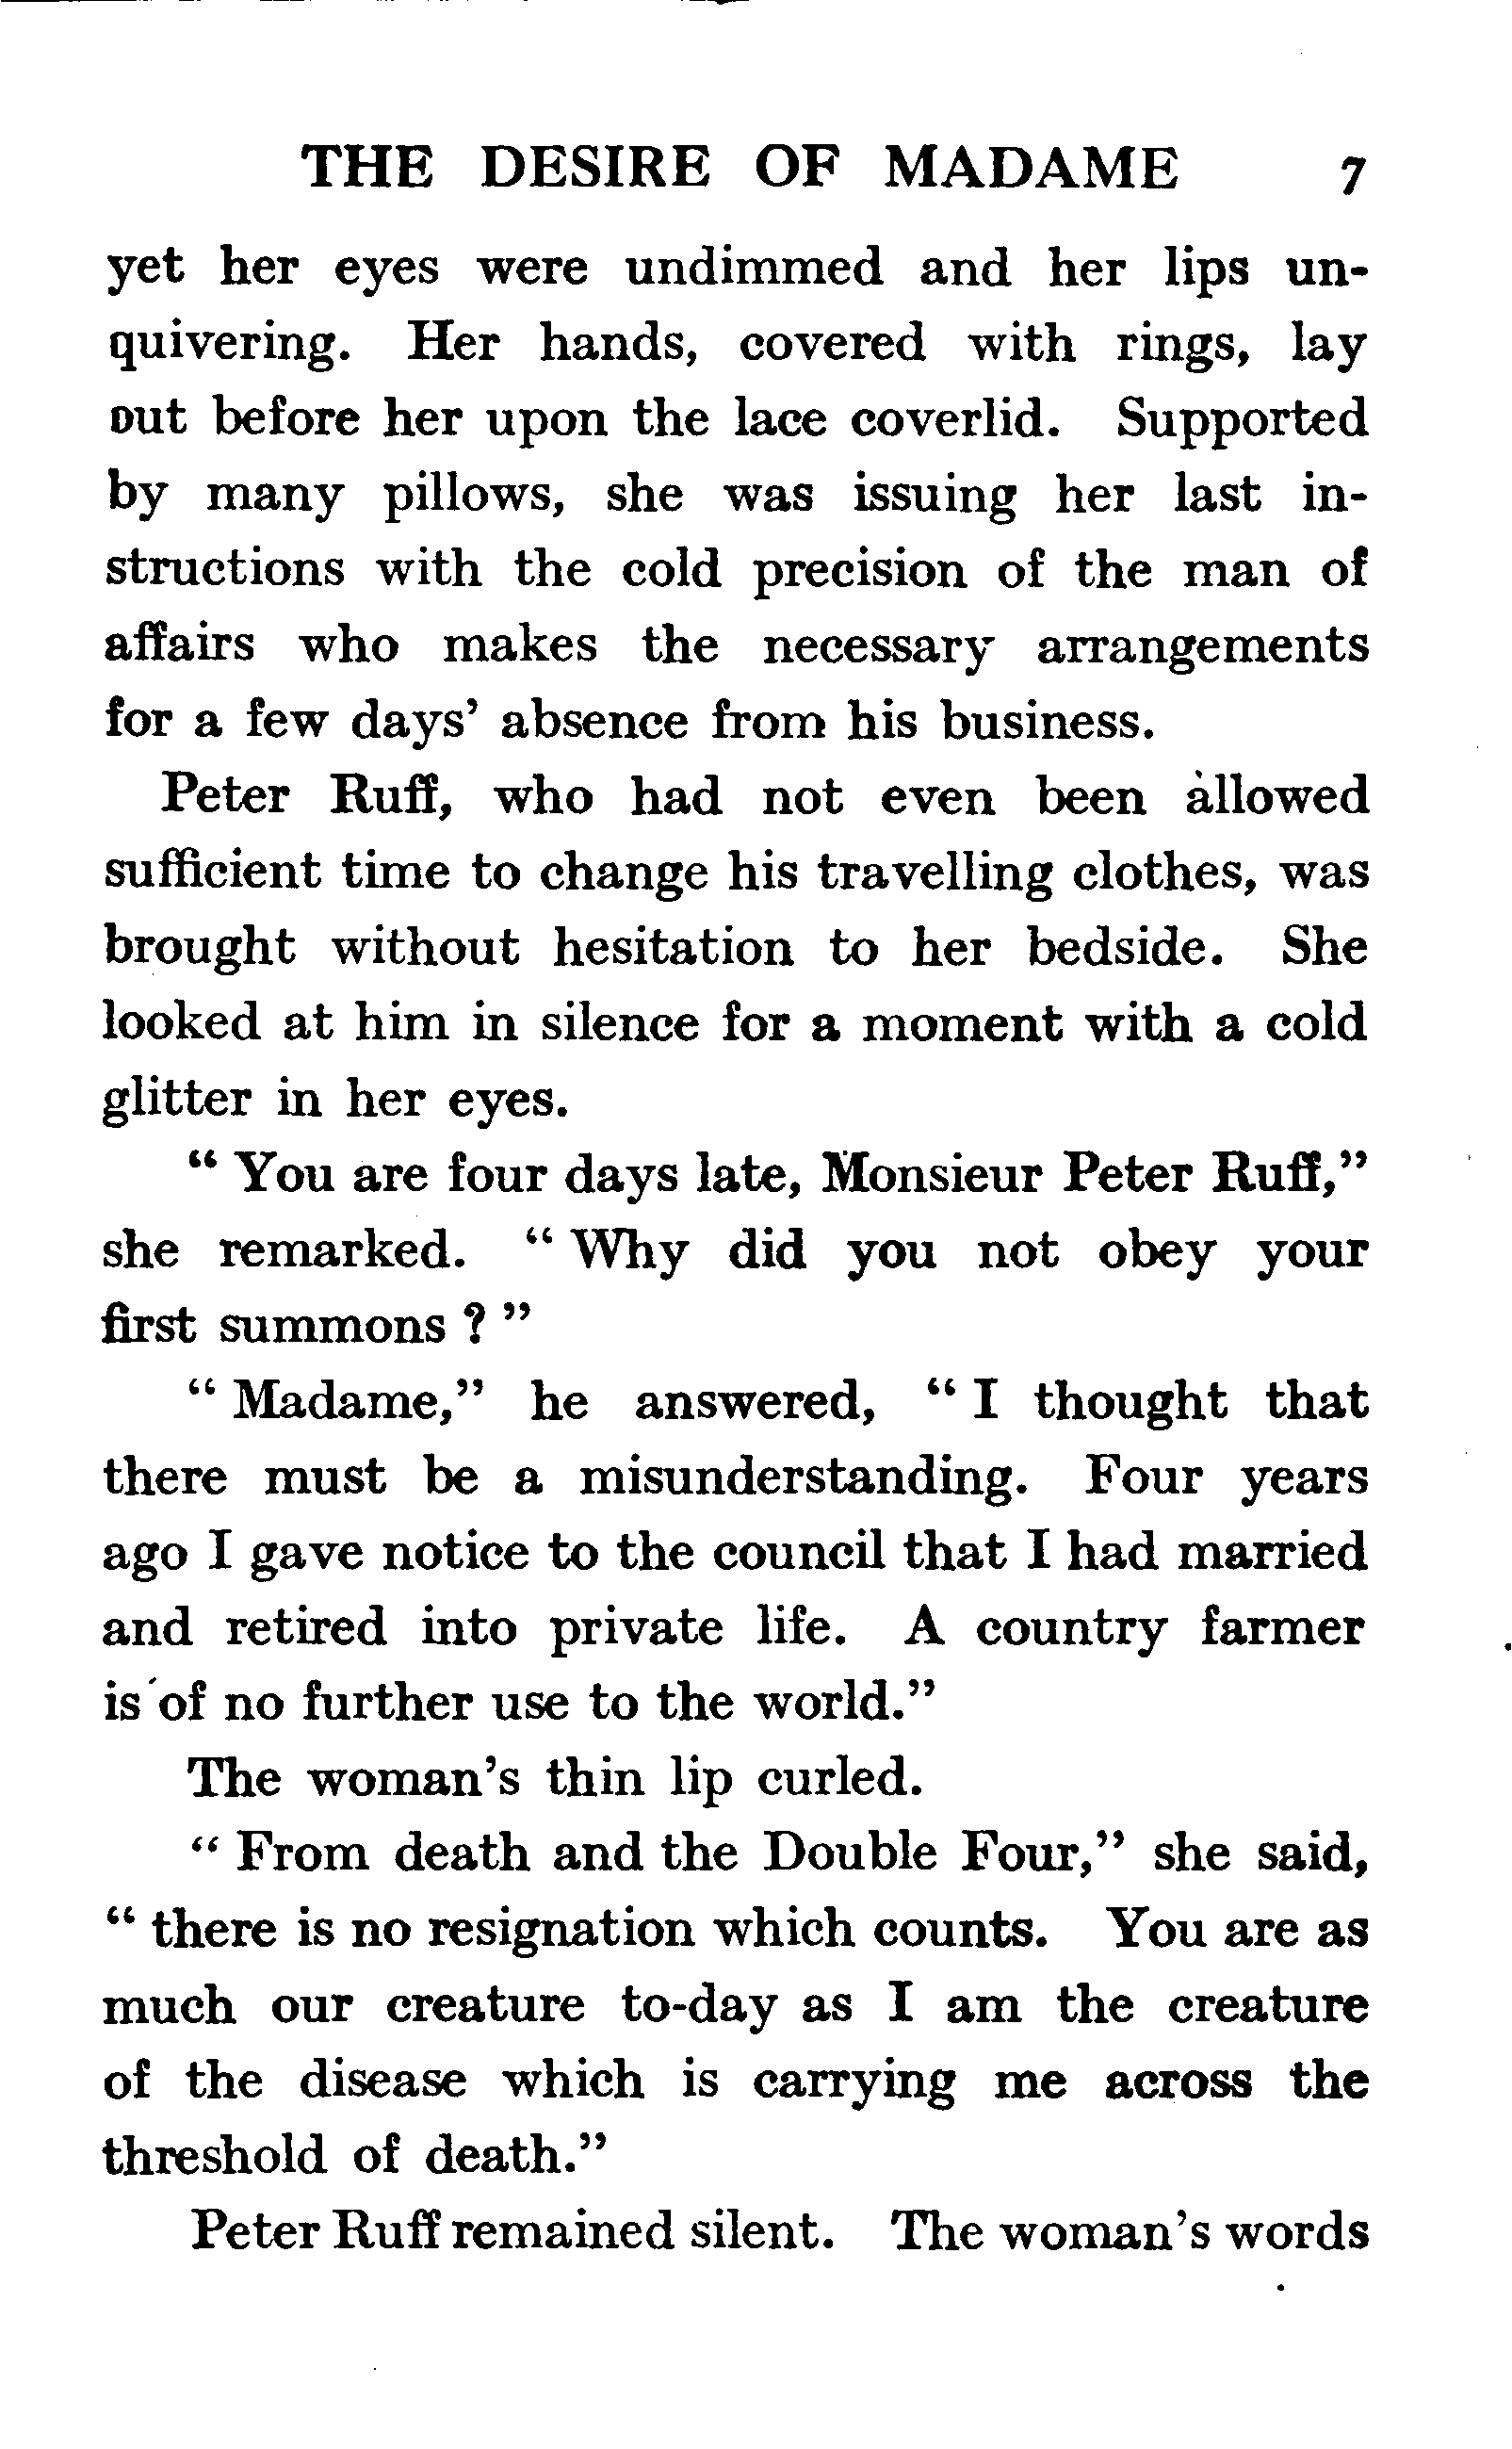 THE DESIRE OF MADAME 7
yet her eyes were undimmed and her lips un-
quivering. Her hands, covered with rings, lay
out before her upon the lace coverlid. Supported
by many pillows, she was issuing her last in-
structions with the cold precision of the man of
affairs who makes the necessary arrangements
for a few days' absence from his business.
Peter Ruff, who had not even been allowed
sufficient time to change his travelling clothes, was
brought without hesitation to her bedside. She
looked at him in silence for a moment with a cold
glitter in her eyes.
" You are four days late, Monsieur Peter Ruff,"
she remarked. " Why did you not obey your
first summons ? "
" Madame," he answered, " I thought that
there must be a misunderstanding. Four years
ago I gave notice to the council that I had married
and retired into private life. A country farmer
is of no further use to the world."
The woman's thin lip curled.
" From death and the Double Four," she said,
" there is no resignation which counts. You are as
much our creature to-day as I am the creature
of the disease which is carrying me across the
threshold of death."
Peter Ruff remained silent. The woman's words